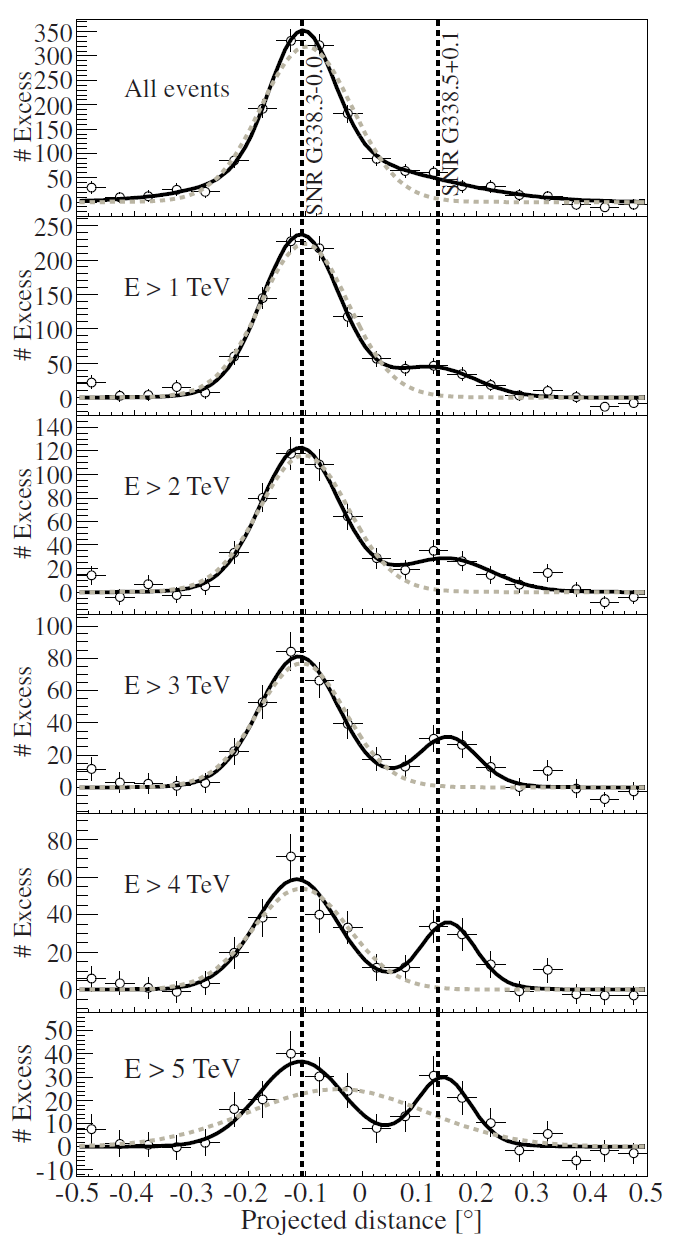 350
300
250
200
150
100
50
0
# Excess
All events
SNR G338.3-0.0
SNR G338.5+0.1
250
200
150
100
50
0
# Excess
E > 1 TeV
140
120
100
80
60
40
20
0
# Excess
E > 2 TeV
100
80
60
40
20
0
# Excess
E > 3 TeV
80
60
40
20
0
# Excess
E > 4 TeV
50
40
30
20
10
0
-10
# Excess
E > 5 TeV
-0.5 -0.4 -0.3 -0.2 -0.1 0 0.1 0.2 0.3 0.4 0.5
Projected distance [°]